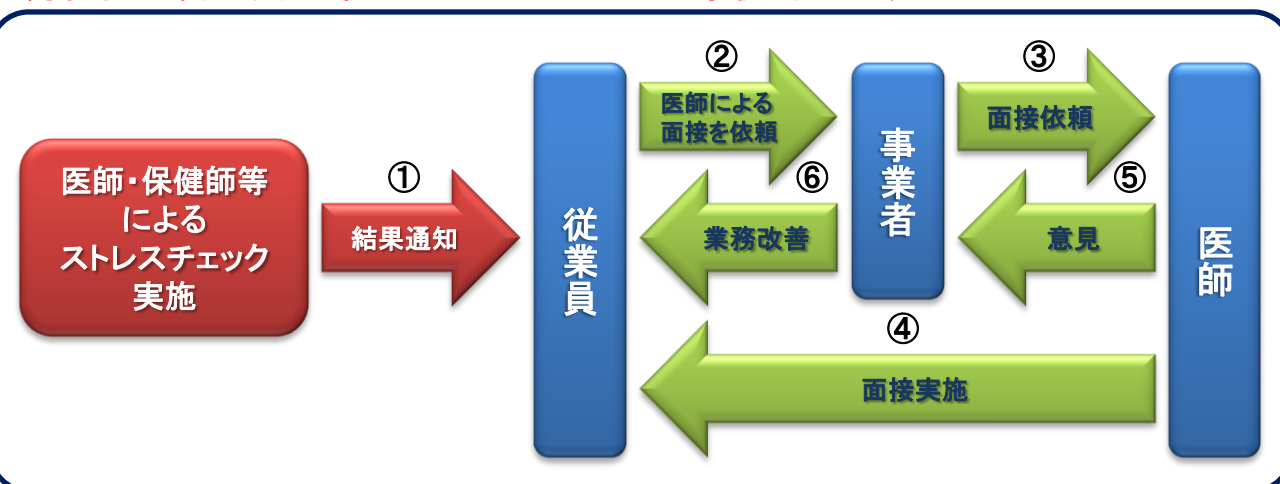 医師・保健師等
による
ストレスチェック
実施
①
結果通知
従業員
②
医師による
面接を依頼
⑥
業務改善
事業者
③
面接依頼
⑤
意見
④
面接実施
医師